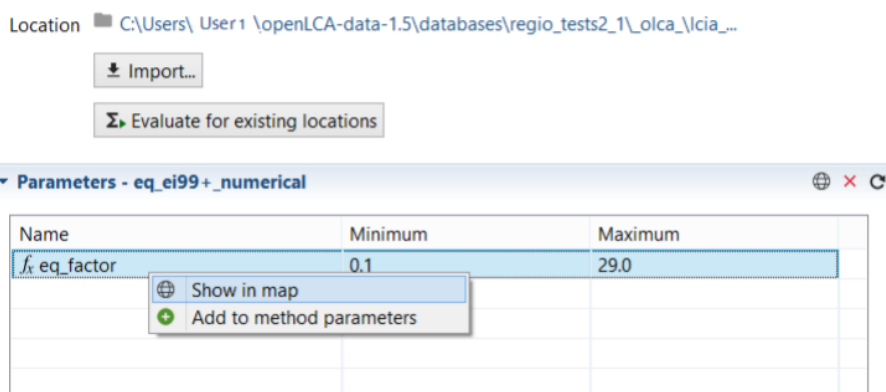 Location C:\Users\ User1 \openLCA-data-1.5\databases\regio_tests2_1\_olca_\lcia_...
Import...
Evaluate for existing locations
Parameters - eq_ei99+_numerical
Name Minimum Maximum
fx eq_factor 0.1 29.0
Show in map
Add to method parameters